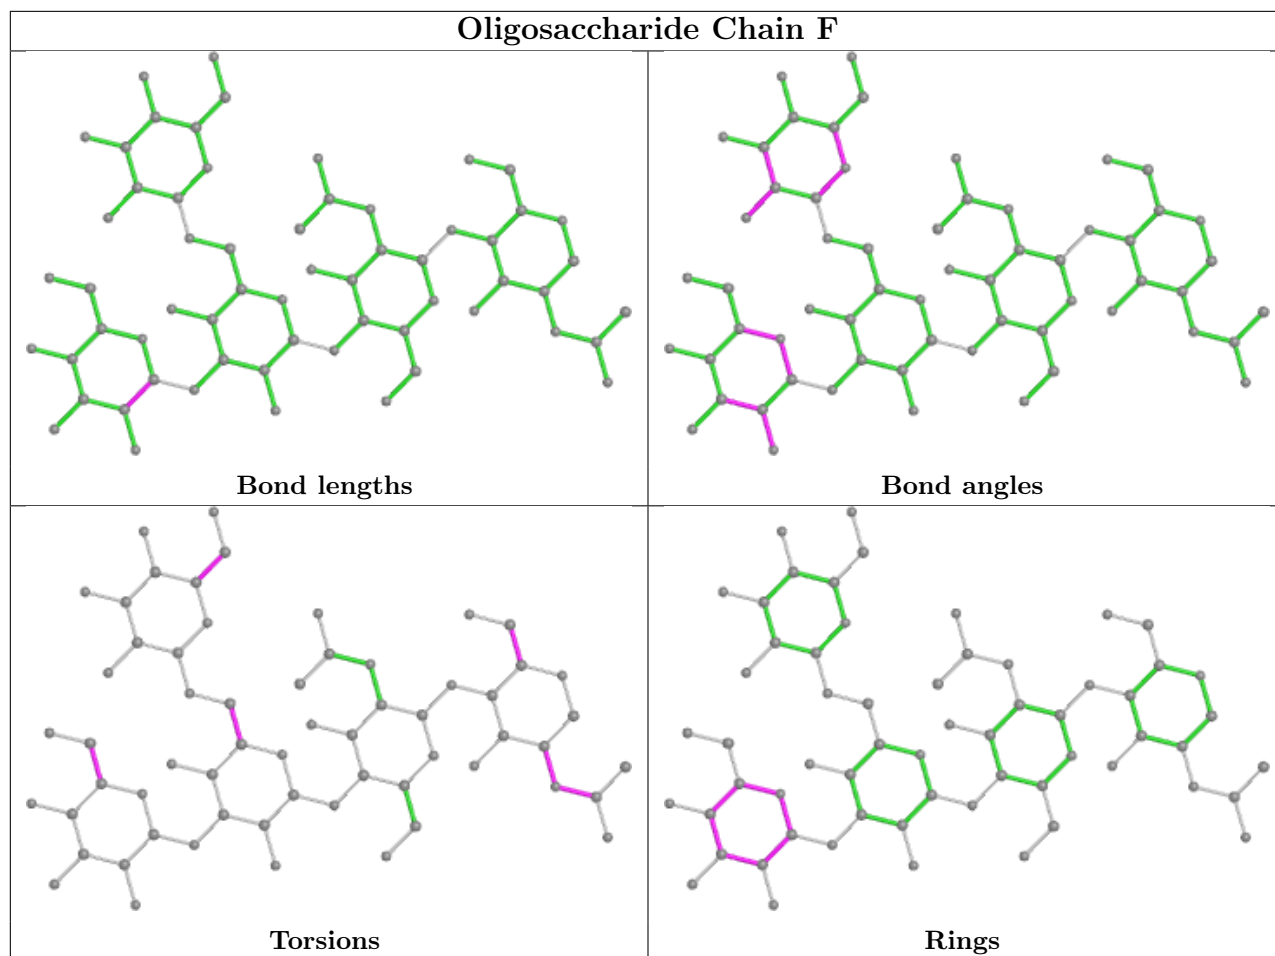 Oligosaccharide Chain F
Bond lengths
Bond angles
Torsions
Rings